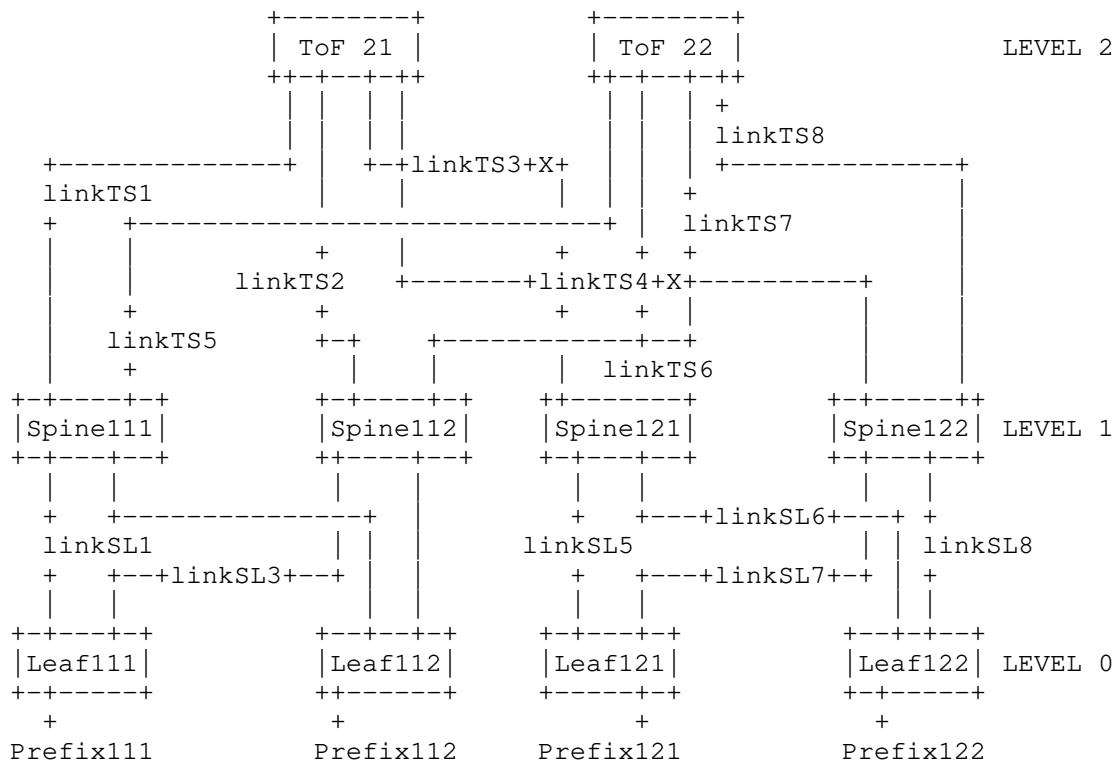 ToF 21 ToF 22 LEVEL 2
linkTS8
linkTS3+X+
linkTS1
linkTS7
linkTS2 linkTS4+X+
linkTS5
linkTS6
Spine111 Spine112 Spine121 Spine122 LEVEL 1
linkSL6
linkSL1 linkSL5 linkSL8
linkSL3 linkSL7
Leaf111 Leaf112 Leaf121 Leaf122 LEVEL 0
Prefix111 Prefix112 Prefix121 Prefix122